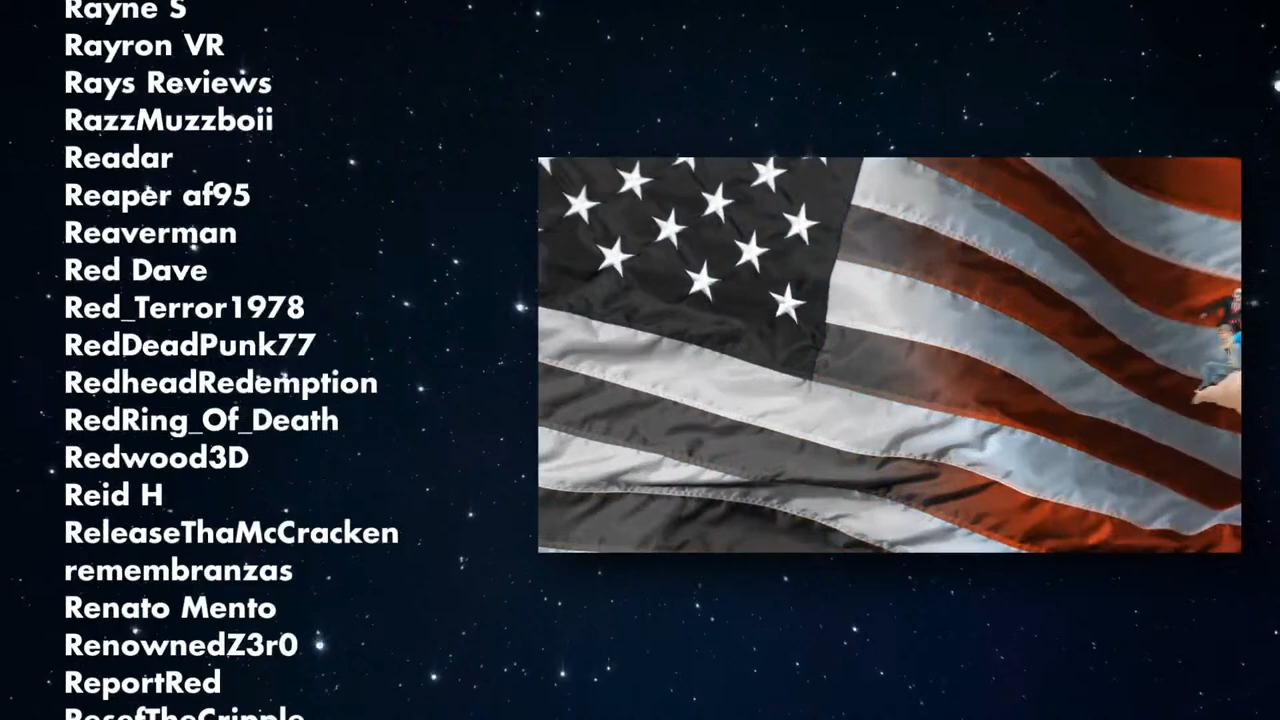 Rayne S
Rayron VR
Rays Reviews
RazzMuzzboii
Readar
Reaper af95
Reaverman
Red Dave
Red_Terror1978
RedDeadPunk77
RedheadRedemption
RedRing_Of_Death
Redwood3D
Reid H
ReleaseThaMcCracken
remembranzas
Renato Mento
RenownedZ3r0
ReportRed